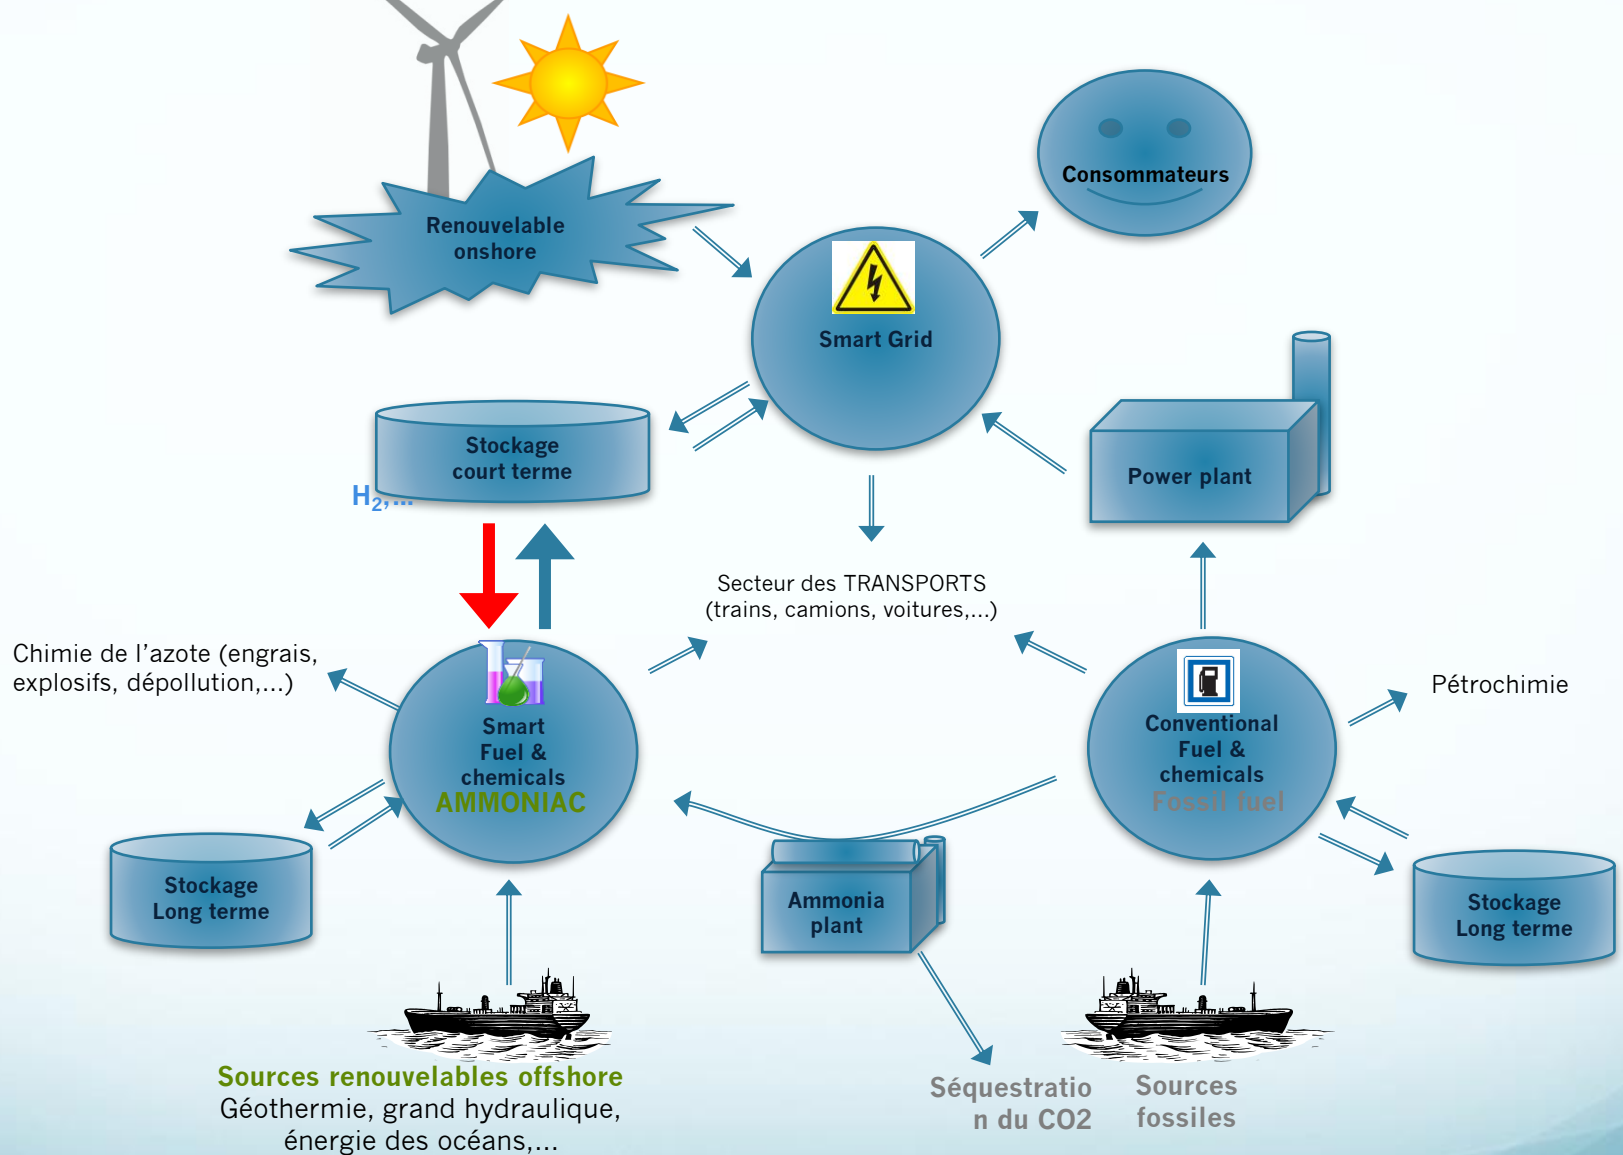 Consommateurs
Renouvelable
onshore
Smart Grid
Stockage
court terme
H₂,...
Power plant
Secteur des TRANSPORTS
(trains, camions, voitures,...)
Chimie de l'azote (engrais,
explosifs, dépollution,...)
Smart
Fuel &
chemicals
AMMONIAC
Conventional
Fuel &
chemicals
Fossil fuel
Pétrochimie
Stockage
Long terme
Ammonia
plant
Stockage
Long terme
Sources renouvelables offshore
Géothermie, grand hydraulique,
énergie des océans,...
Séquestratio
n du CO2
Sources
fossiles